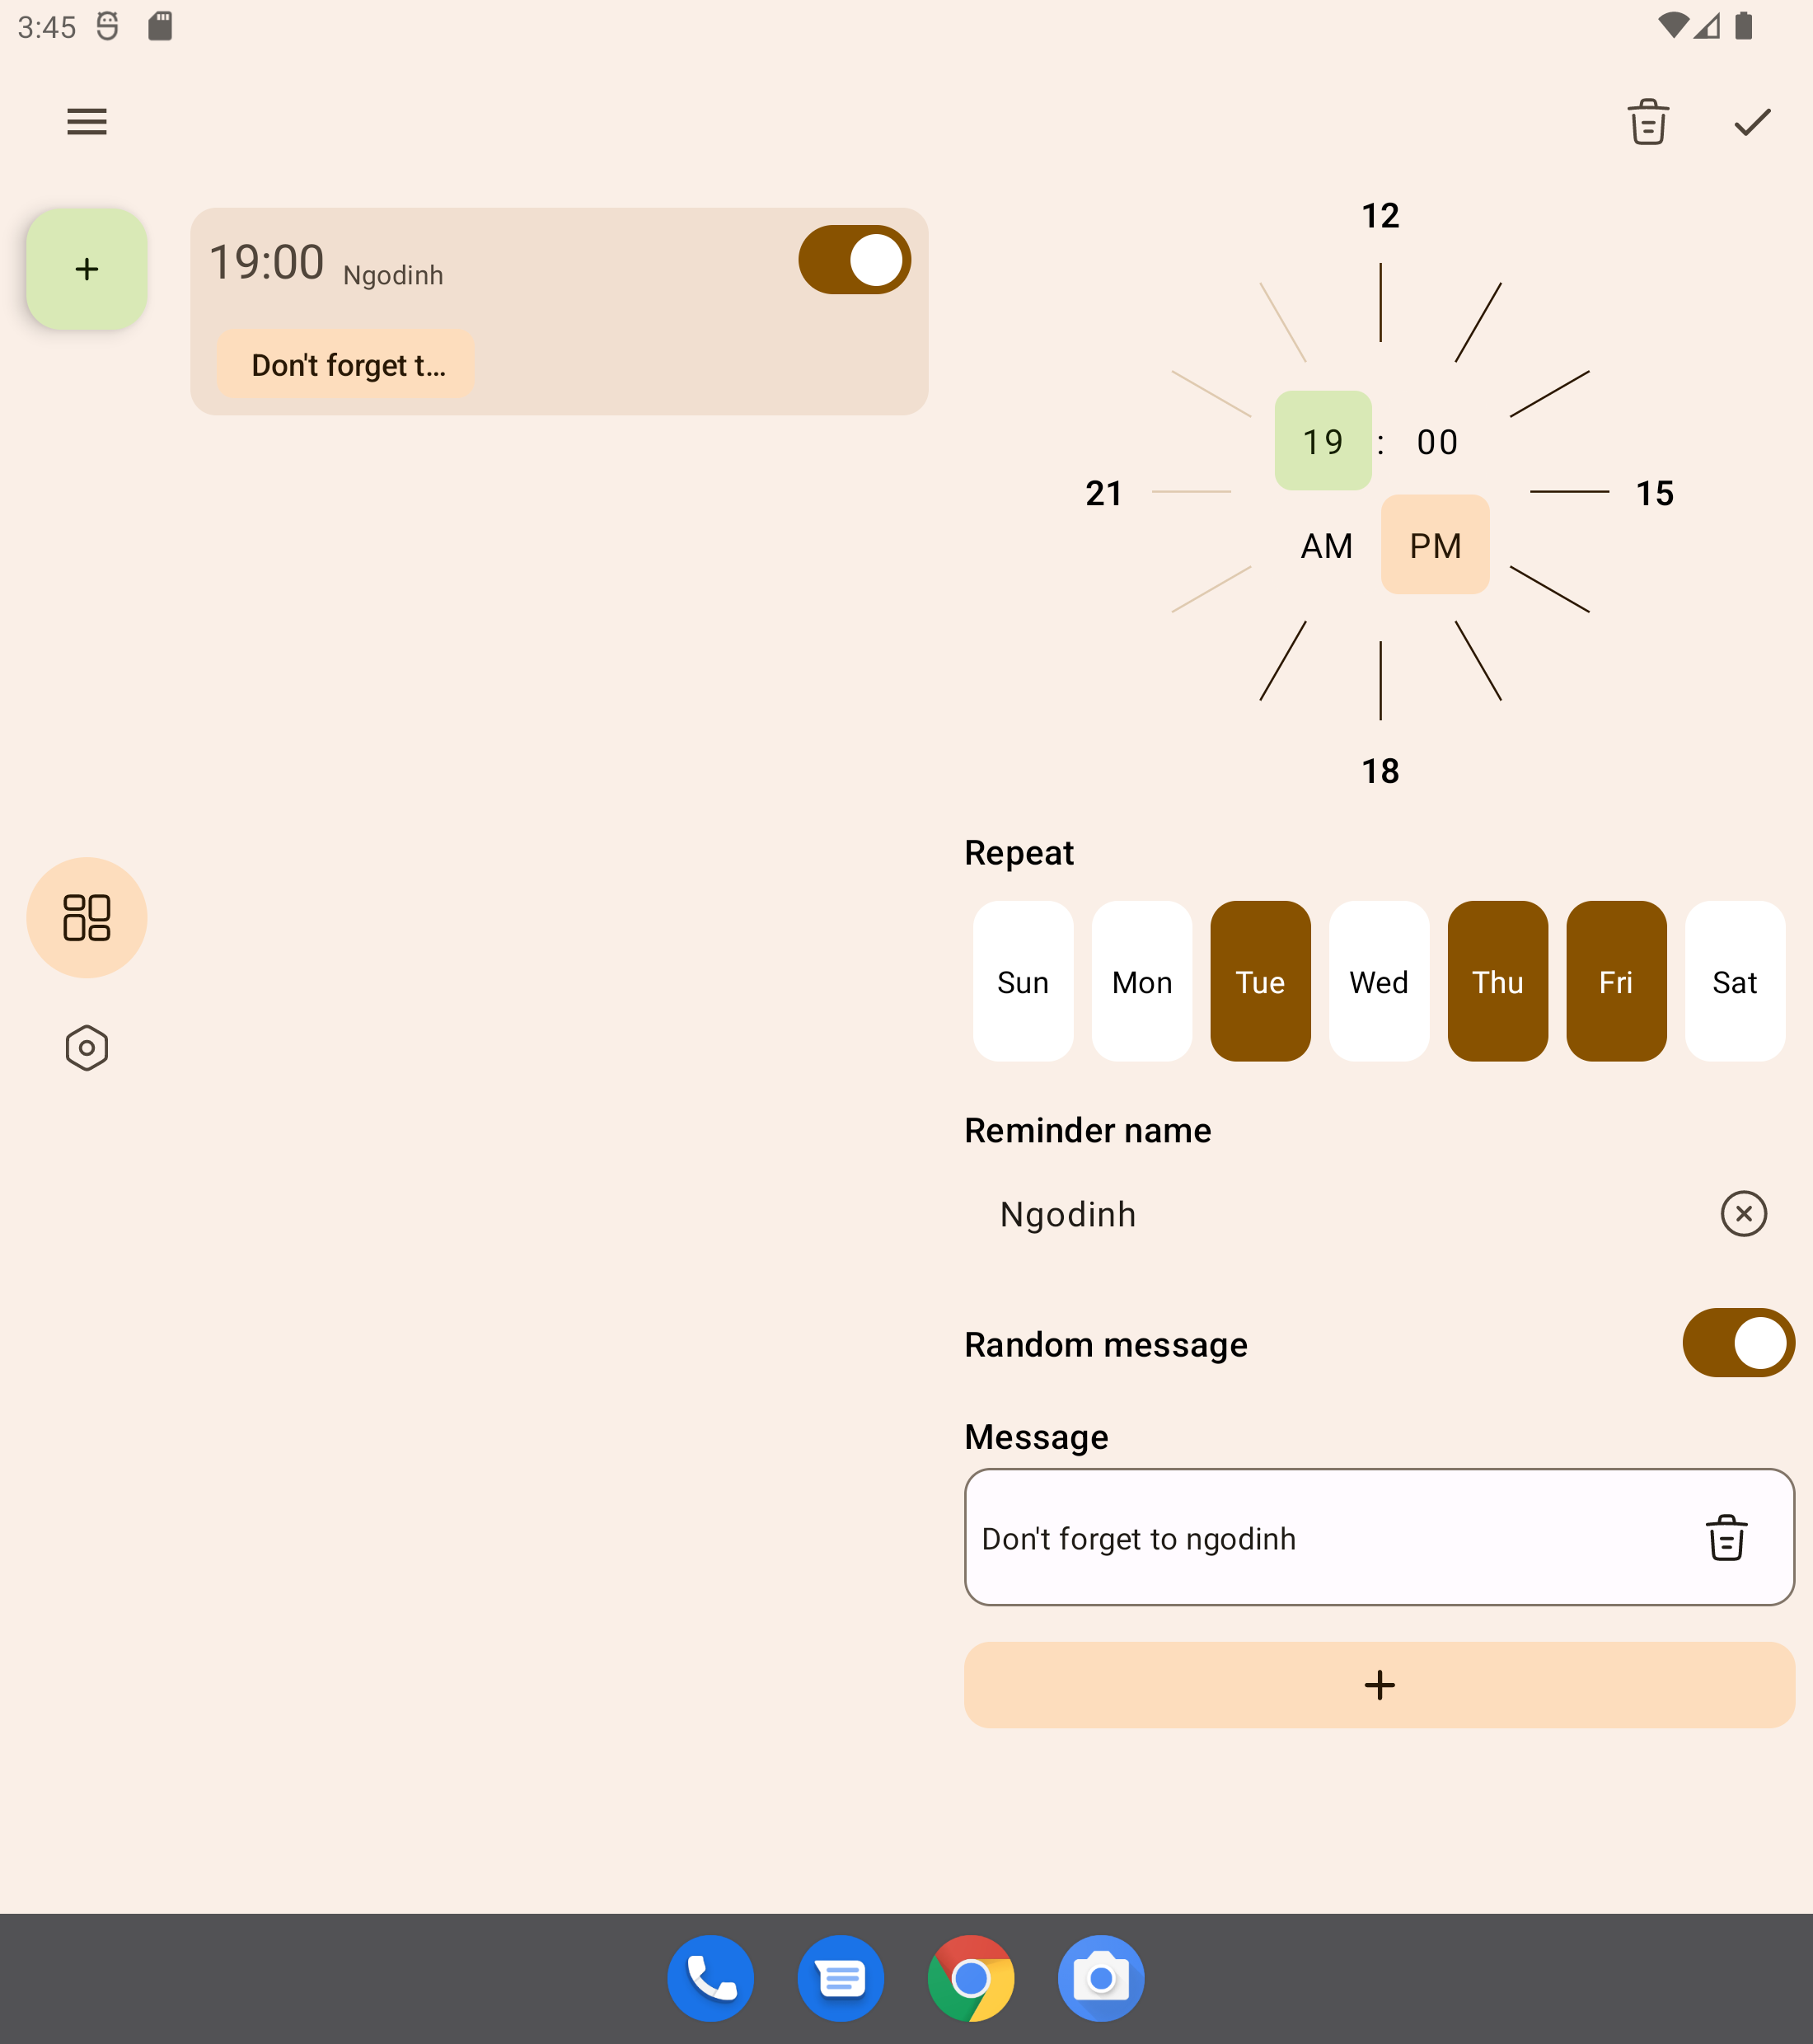 3:45
19:00 Ngodinh
Don't forget t...
12
19 : 00
21
15
AM PM
18
Repeat
Sun Mon Tue Wed Thu Fri Sat
Reminder name
Ngodinh
Random message
Message
Don't forget to ngodinh